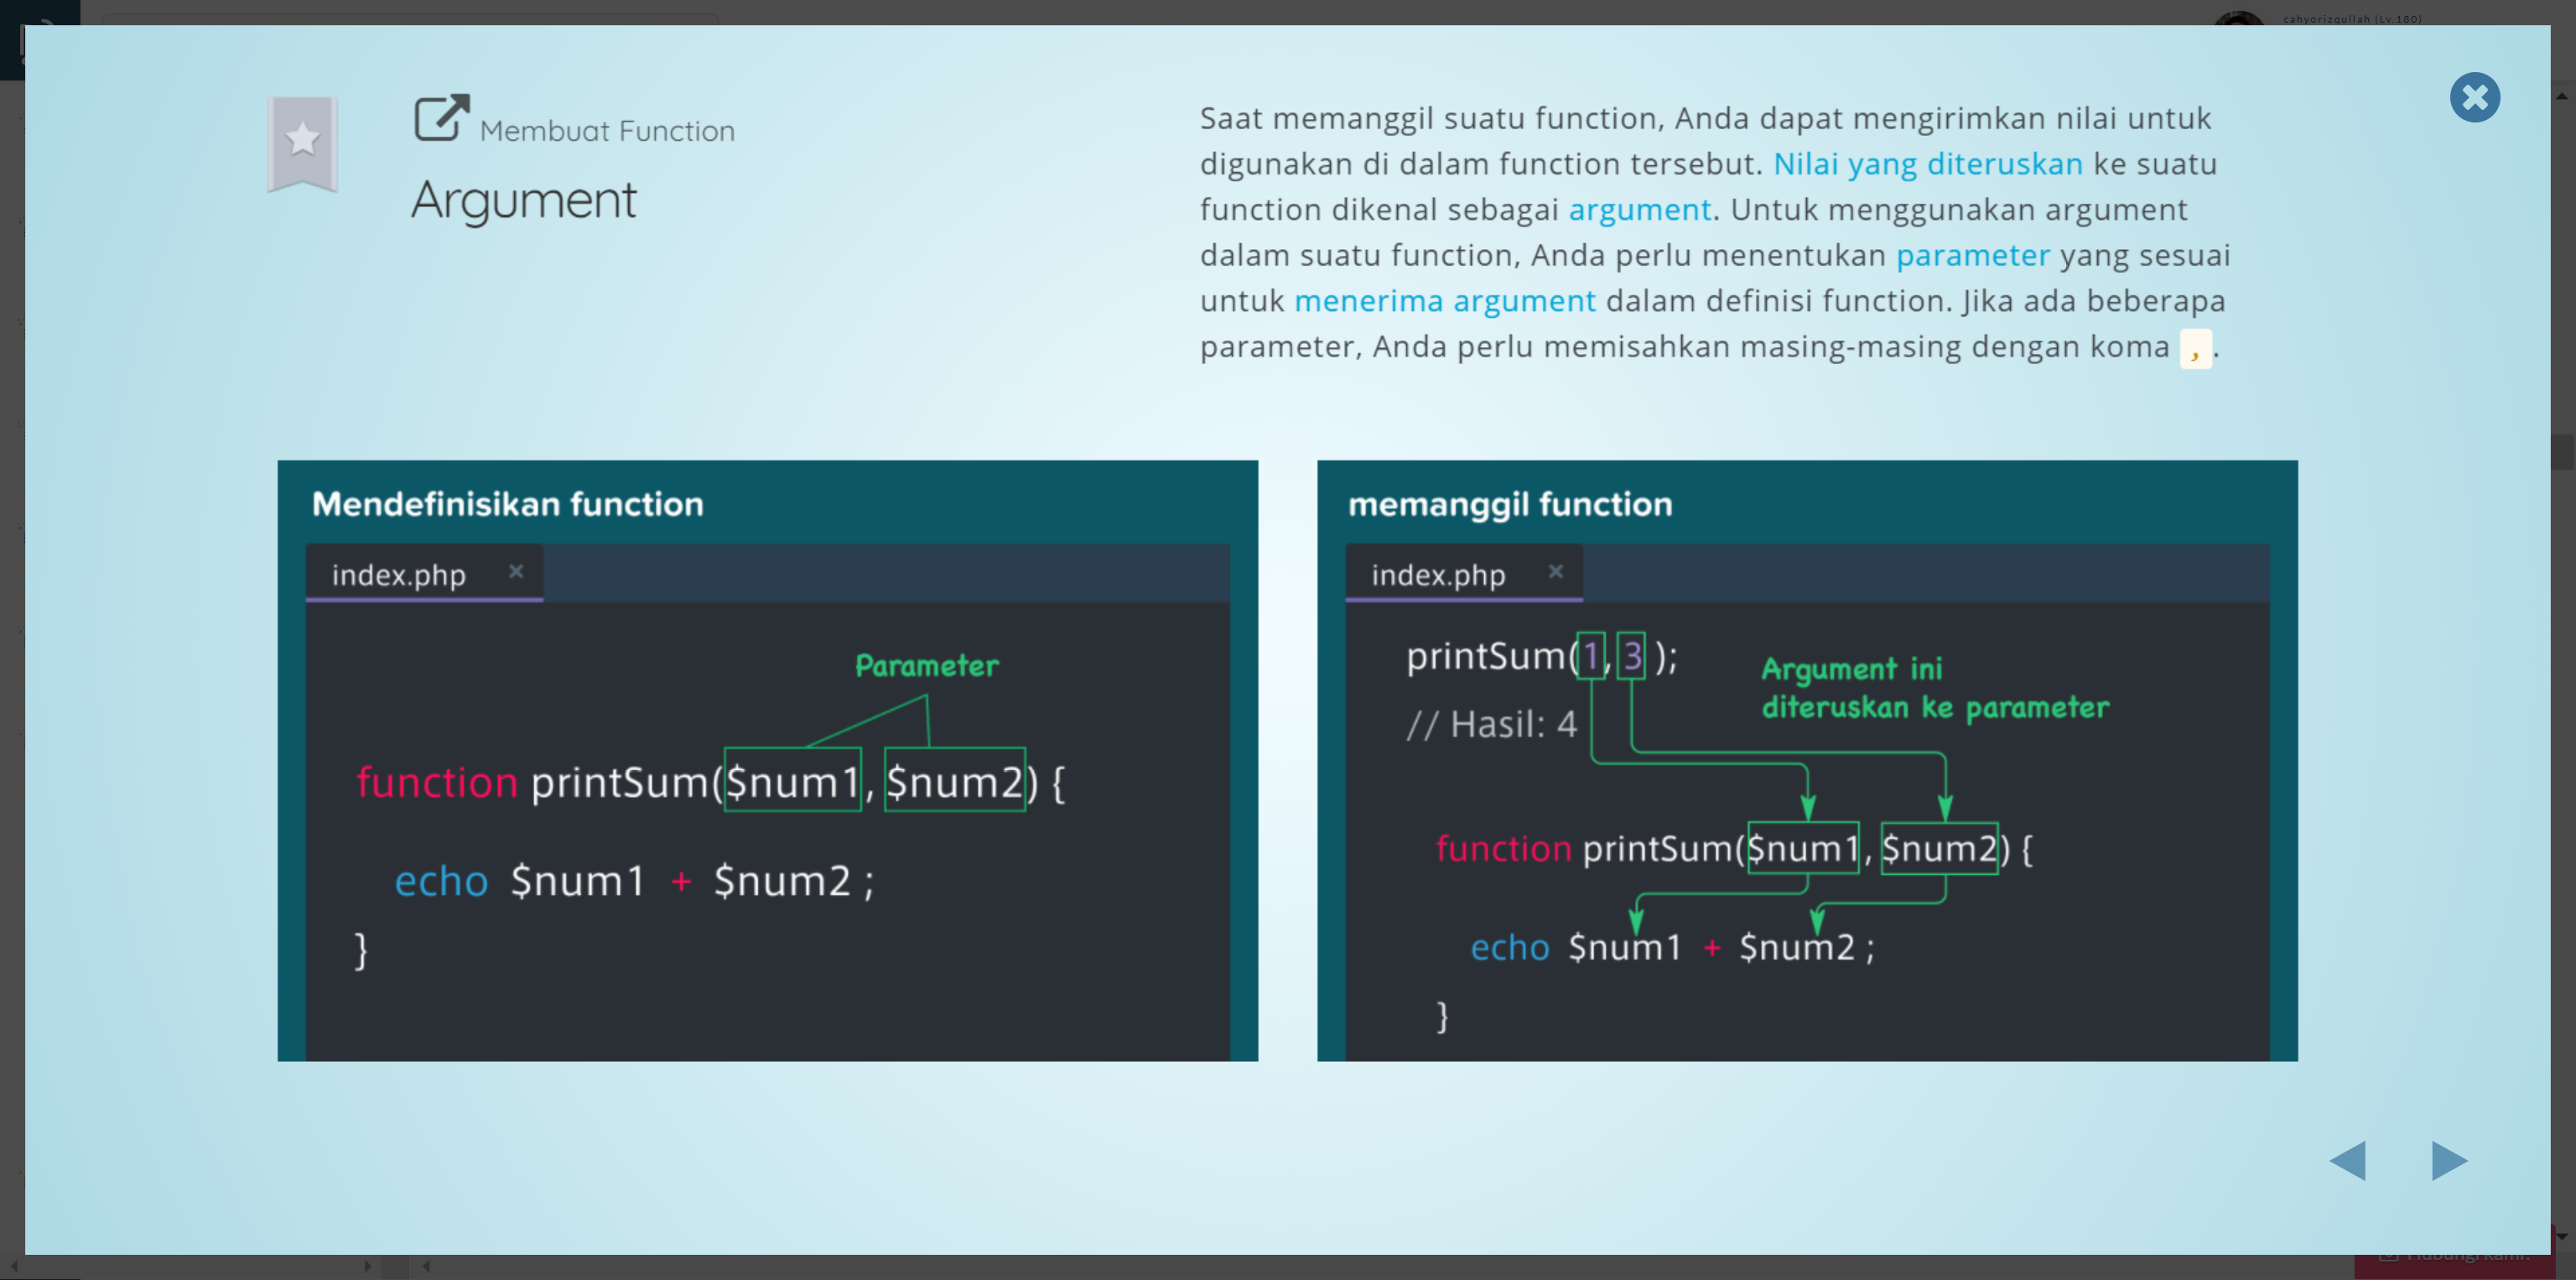 cahyorizqullah (Lv.180)
Membuat Function
Argument
Saat memanggil suatu function, Anda dapat mengirimkan nilai untuk
digunakan di dalam function tersebut. Nilai yang diteruskan ke suatu
function dikenal sebagai argument. Untuk menggunakan argument
dalam suatu function, Anda perlu menentukan parameter yang sesuai
untuk menerima argument dalam definisi function. Jika ada beberapa
parameter, Anda perlu memisahkan masing-masing dengan koma , .
Mendefinisikan function
index.php
Parameter
function printSum($num1, $num2) {
echo $num1 + $num2 ;
}
memanggil function
index.php
printSum(1, 3 );
Argument ini
diteruskan ke parameter
// Hasil: 4
function printSum($num1, $num2) {
echo $num1 + $num2 ;
}